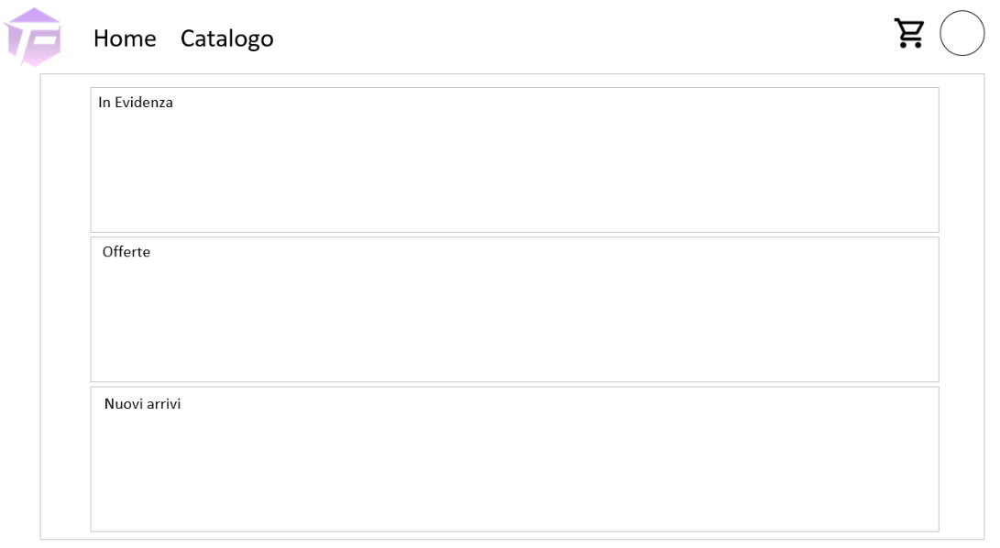 Home Catalogo
In Evidenza
Offerte
Nuovi arrivi